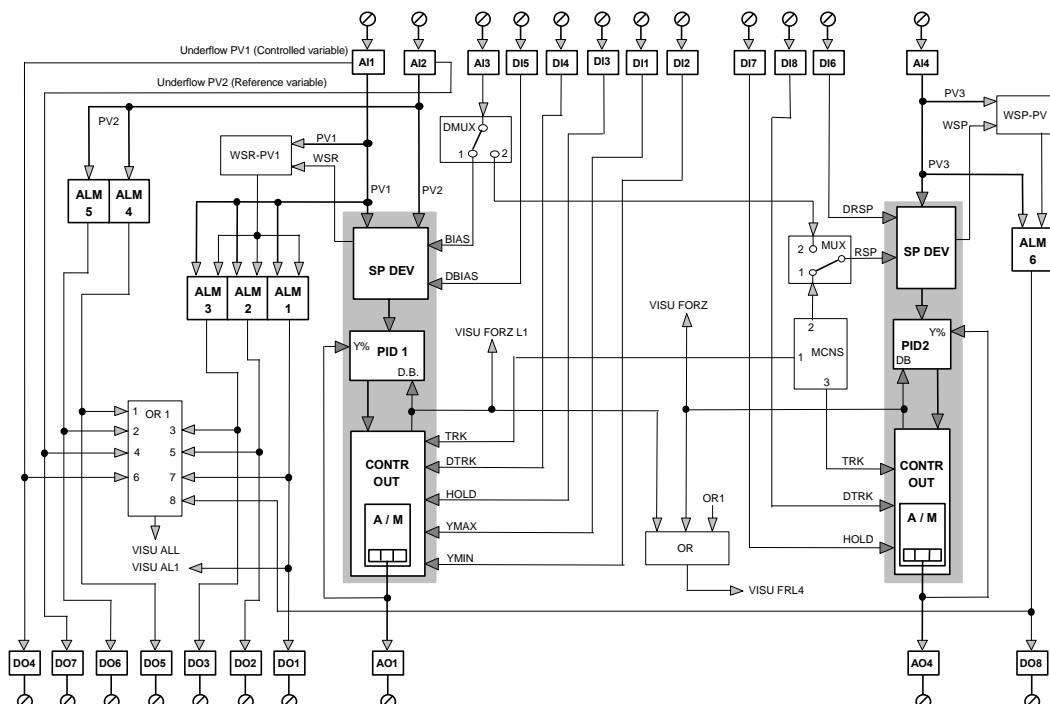 Underflow PV1 (Controlled variable)
AI1
AI2
AI3
DI5
DI4
DI3
DI1
DI2
DI7
DI8
DI6
AI4
Underflow PV2 (Reference variable)
PV2
PV1
WSR-PV1
WSR
DMUX
1
2
PV3
WSP
WSP-PV
ALM
5
ALM
4
PV1
PV2
PV3
SP DEV
BIAS
DBIAS
DRSP
MUX
2
1
RSP
SP DEV
ALM
6
ALM
3
ALM
2
ALM
1
VISU FORZ L1
VISU FORZ
2
1
MCNS
3
Y%
PID 1
D.B.
Y%
PID2
DB
OR 1
1
2
3
4
5
6
7
8
TRK
DTRK
HOLD
YMAX
YMIN
CONTR
OUT
A / M
OR1
OR
TRK
DTRK
HOLD
CONTR
OUT
A / M
VISU ALL
VISU AL1
VISU FRL4
DO4
DO7
DO6
DO5
DO3
DO2
DO1
AO1
AO4
DO8